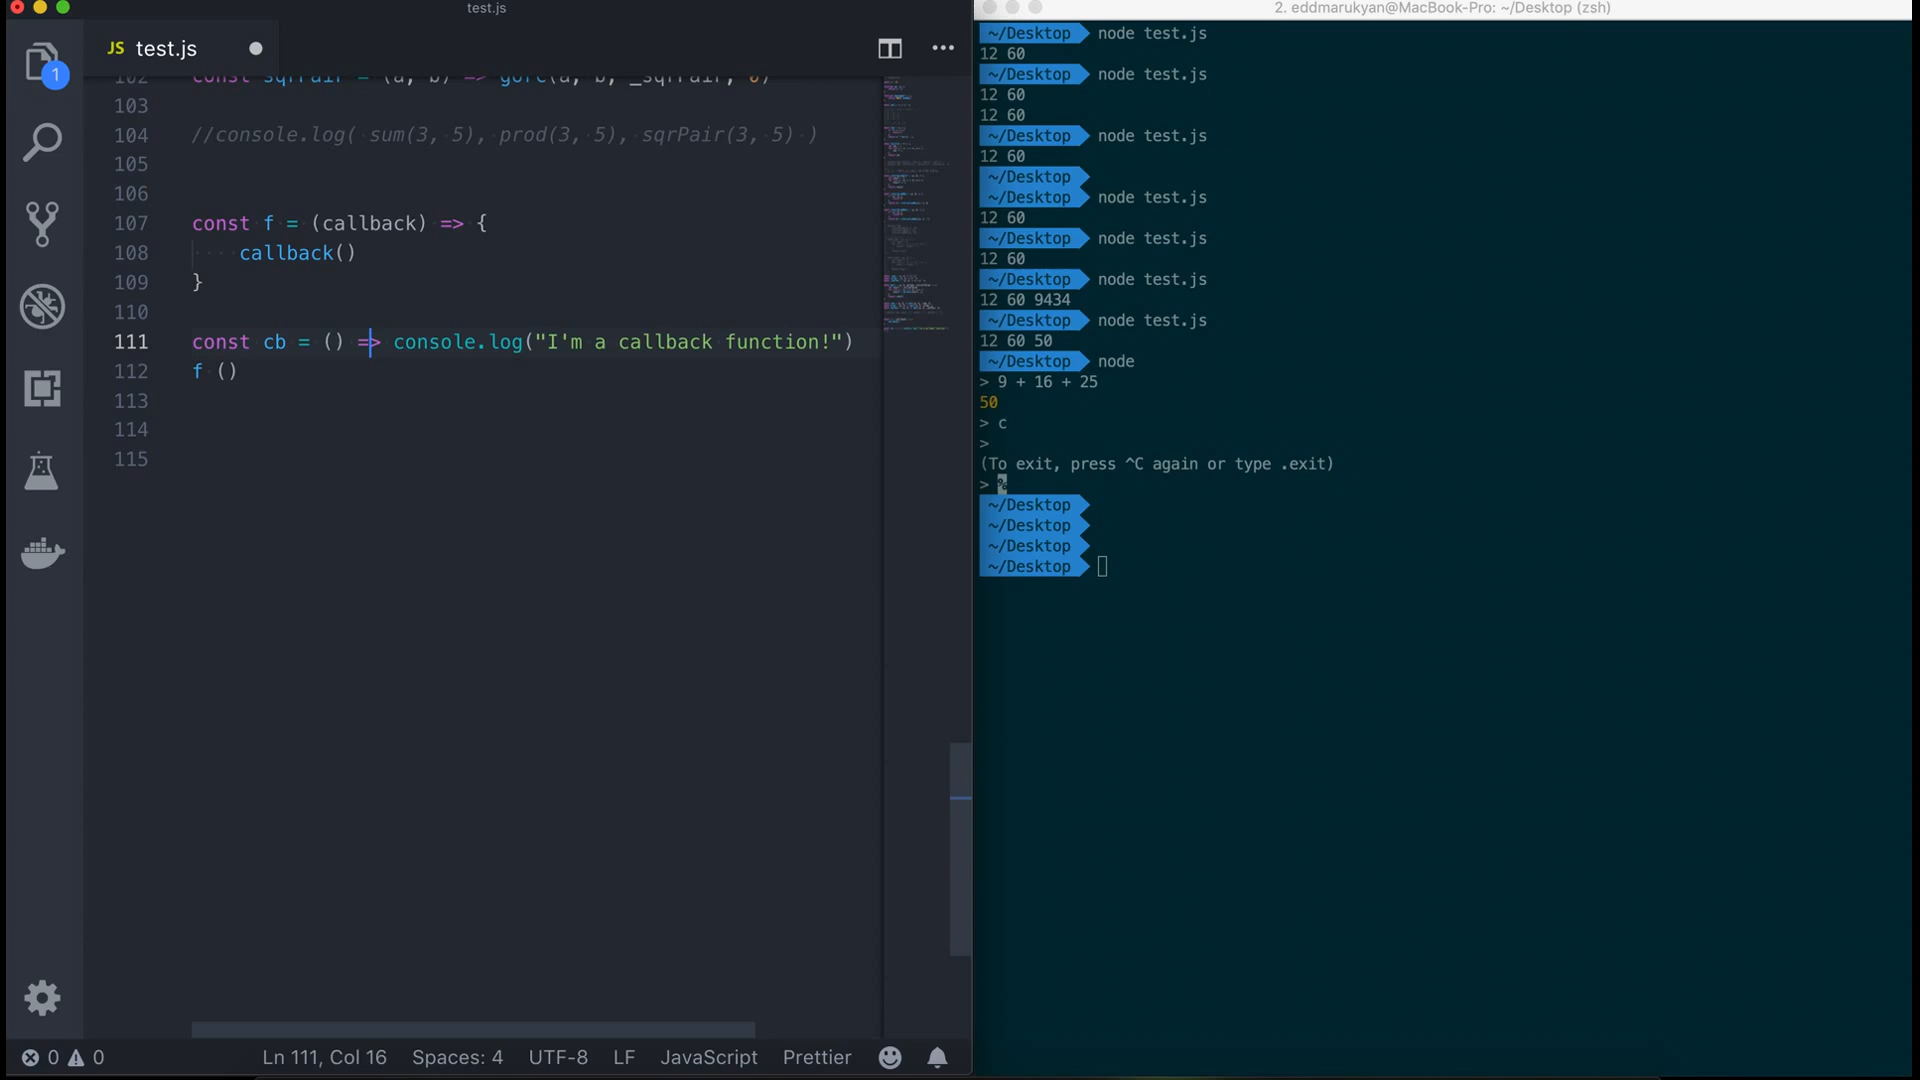 test.js
JS test.js
1
102 const sqrPair = (a, b) => gorc(a, b, _sqrPair, 0)
103
104 //console.log( sum(3, 5), prod(3, 5), sqrPair(3, 5) )
105
106
107 const f = (callback) => {
108 callback()
109 }
110
111 const cb = () => console.log("I'm a callback function!")
112 f ()
113
114
115
0 0 Ln 111, Col 16 Spaces: 4 UTF-8 LF JavaScript Prettier
2. eddmarukyan@MacBook-Pro: ~/Desktop (zsh)
~/Desktop node test.js
12 60
~/Desktop node test.js
12 60
12 60
~/Desktop node test.js
12 60
~/Desktop
~/Desktop node test.js
12 60
~/Desktop node test.js
12 60
~/Desktop node test.js
12 60 9434
~/Desktop node test.js
12 60 50
~/Desktop node
> 9 + 16 + 25
50
> c
>
(To exit, press ^C again or type .exit)
> %
~/Desktop
~/Desktop
~/Desktop
~/Desktop